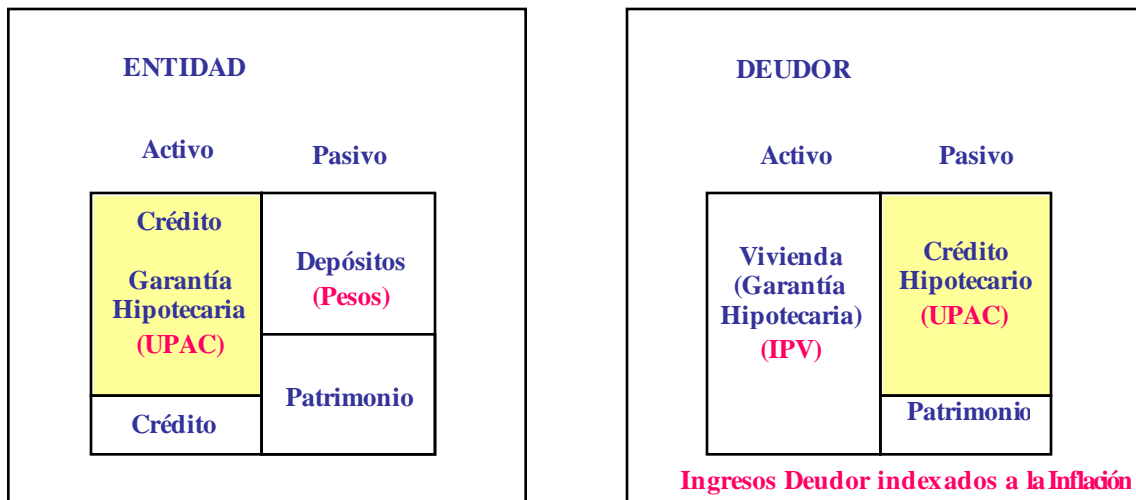 ENTIDAD
Activo
Pasivo
Crédito
Garantía
Hipotecaria
(UPAC)
Crédito
Depósitos
(Pesos)
Patrimonio
DEUDOR
Activo
Pasivo
Vivienda
(Garantía
Hipotecaria)
(IPV)
Crédito
Hipotecario
(UPAC)
Patrimonio
Ingresos Deudor indexados a la Inflación